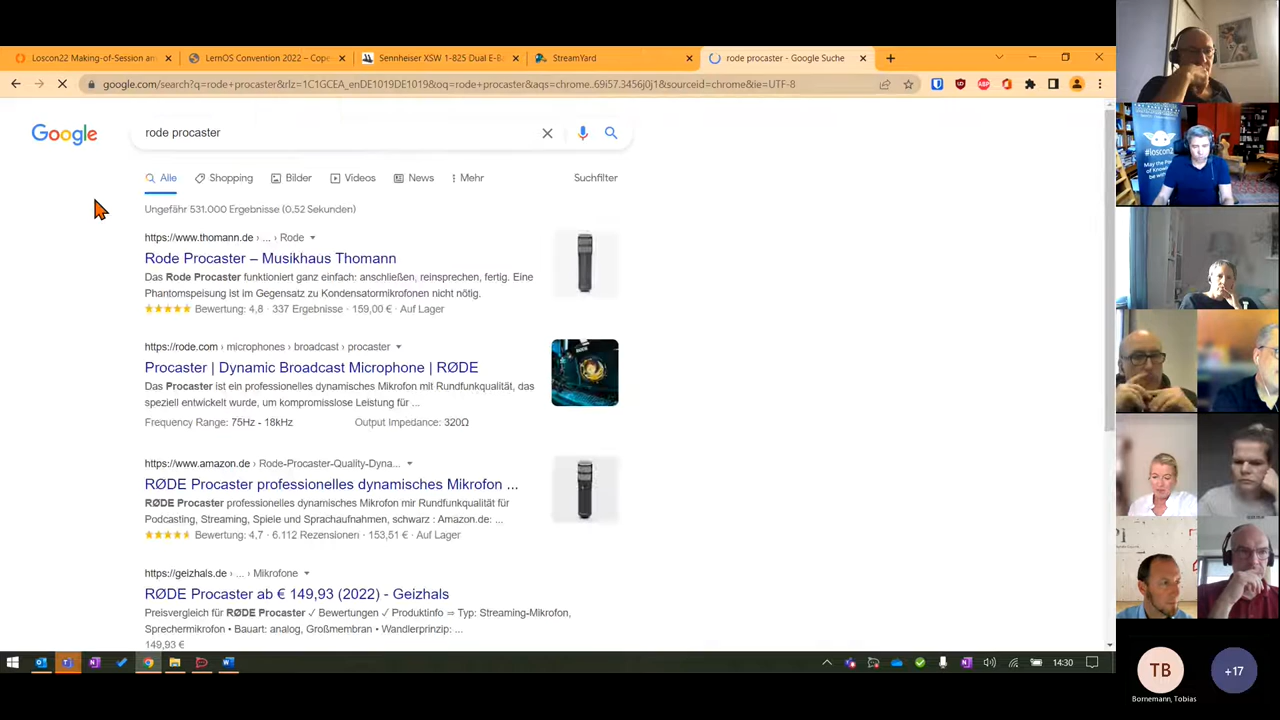 Loscon22 Making-of-Session an
LernOS Convention 2022 – Cope
Sennheiser XSW 1-825 Dual E-B
StreamYard
rode procaster - Google Suche
google.com/search?q=rode+procaster&rlz=1C1GCEA_enDE1019DE1019&oq=rode+procaster&aqs=chrome..69i57.3456j0j1&sourceid=chrome&ie=UTF-8
Google
rode procaster
Alle
Shopping
Bilder
Videos
News
Mehr
Suchfilter
Ungefähr 531.000 Ergebnisse (0,52 Sekunden)
https://www.thomann.de › ... › Rode
Rode Procaster – Musikhaus Thomann
Das Rode Procaster funktioniert ganz einfach: anschließen, reinsprechen, fertig. Eine
Phantomspeisung Ist im Gegensatz zu Kondensatormikrofonen nicht nötig.
Bewertung: 4,8 · 337 Ergebnisse · 159,00 € · Auf Lager
https://rode.com › microphones › broadcast › procaster
Procaster | Dynamic Broadcast Microphone | RØDE
Das Procaster ist ein professionelles dynamisches Mikrofon mit Rundfunkqualität, das
speziell entwickelt wurde, um kompromisslose Leistung für ...
Frequency Range: 75Hz - 18kHz
Output Impedance: 320Ω
https://www.amazon.de › Rode-Procaster-Quality-Dyna...
RØDE Procaster professionelles dynamisches Mikrofon ...
RØDE Procaster professionelles dynamisches Mikrofon mir Rundfunkqualität für
Podcasting, Streaming, Spiele und Sprachaufnahmen, schwarz : Amazon.de: ...
Bewertung: 4,7 · 6.112 Rezensionen · 153,51 € · Auf Lager
https://geizhals.de › ... › Mikrofone
RØDE Procaster ab € 149,93 (2022) - Geizhals
Preisvergleich für RØDE Procaster ✓ Bewertungen ✓ Produktinfo ⇒ Typ: Streaming-Mikrofon,
Sprechermikrofon • Bauart: analog, Großmembran • Wandlerprinzip: ...
149,93 €
14:30
#loscon2
May the Po
of Knowle
be wi
TB
Bornemann, Tobias
+17